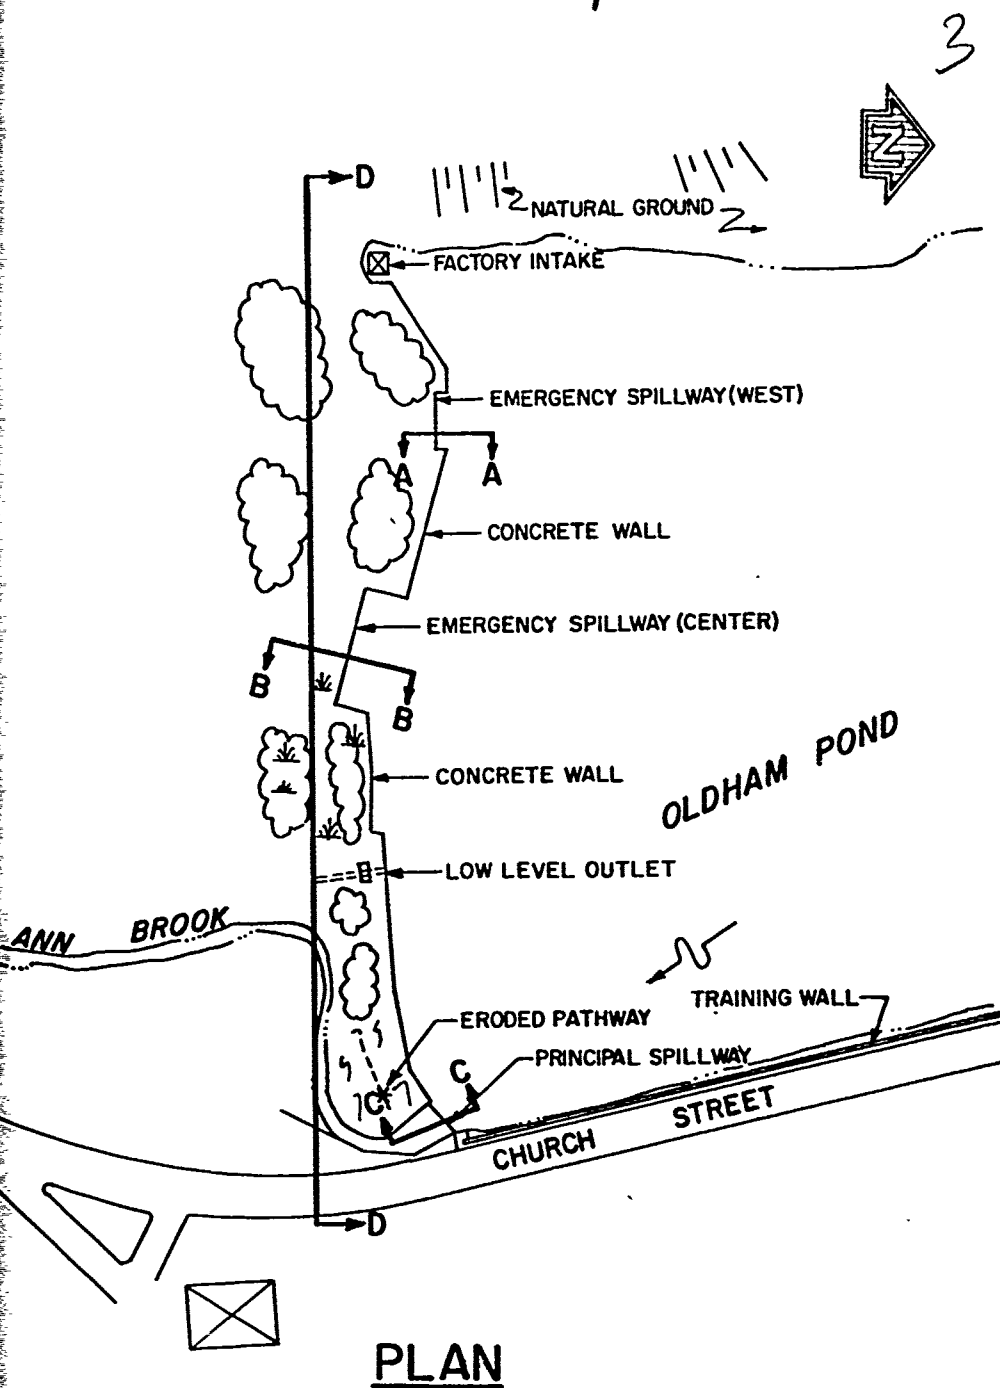 3
N
D
NATURAL GROUND
FACTORY INTAKE
EMERGENCY SPILLWAY(WEST)
A A
CONCRETE WALL
EMERGENCY SPILLWAY(CENTER)
B
B
OLDHAM POND
CONCRETE WALL
LOW LEVEL OUTLET
ANN BROOK
TRAINING WALL
ERODED PATHWAY
PRINCIPAL SPILLWAY
C
C
CHURCH STREET
D
PLAN